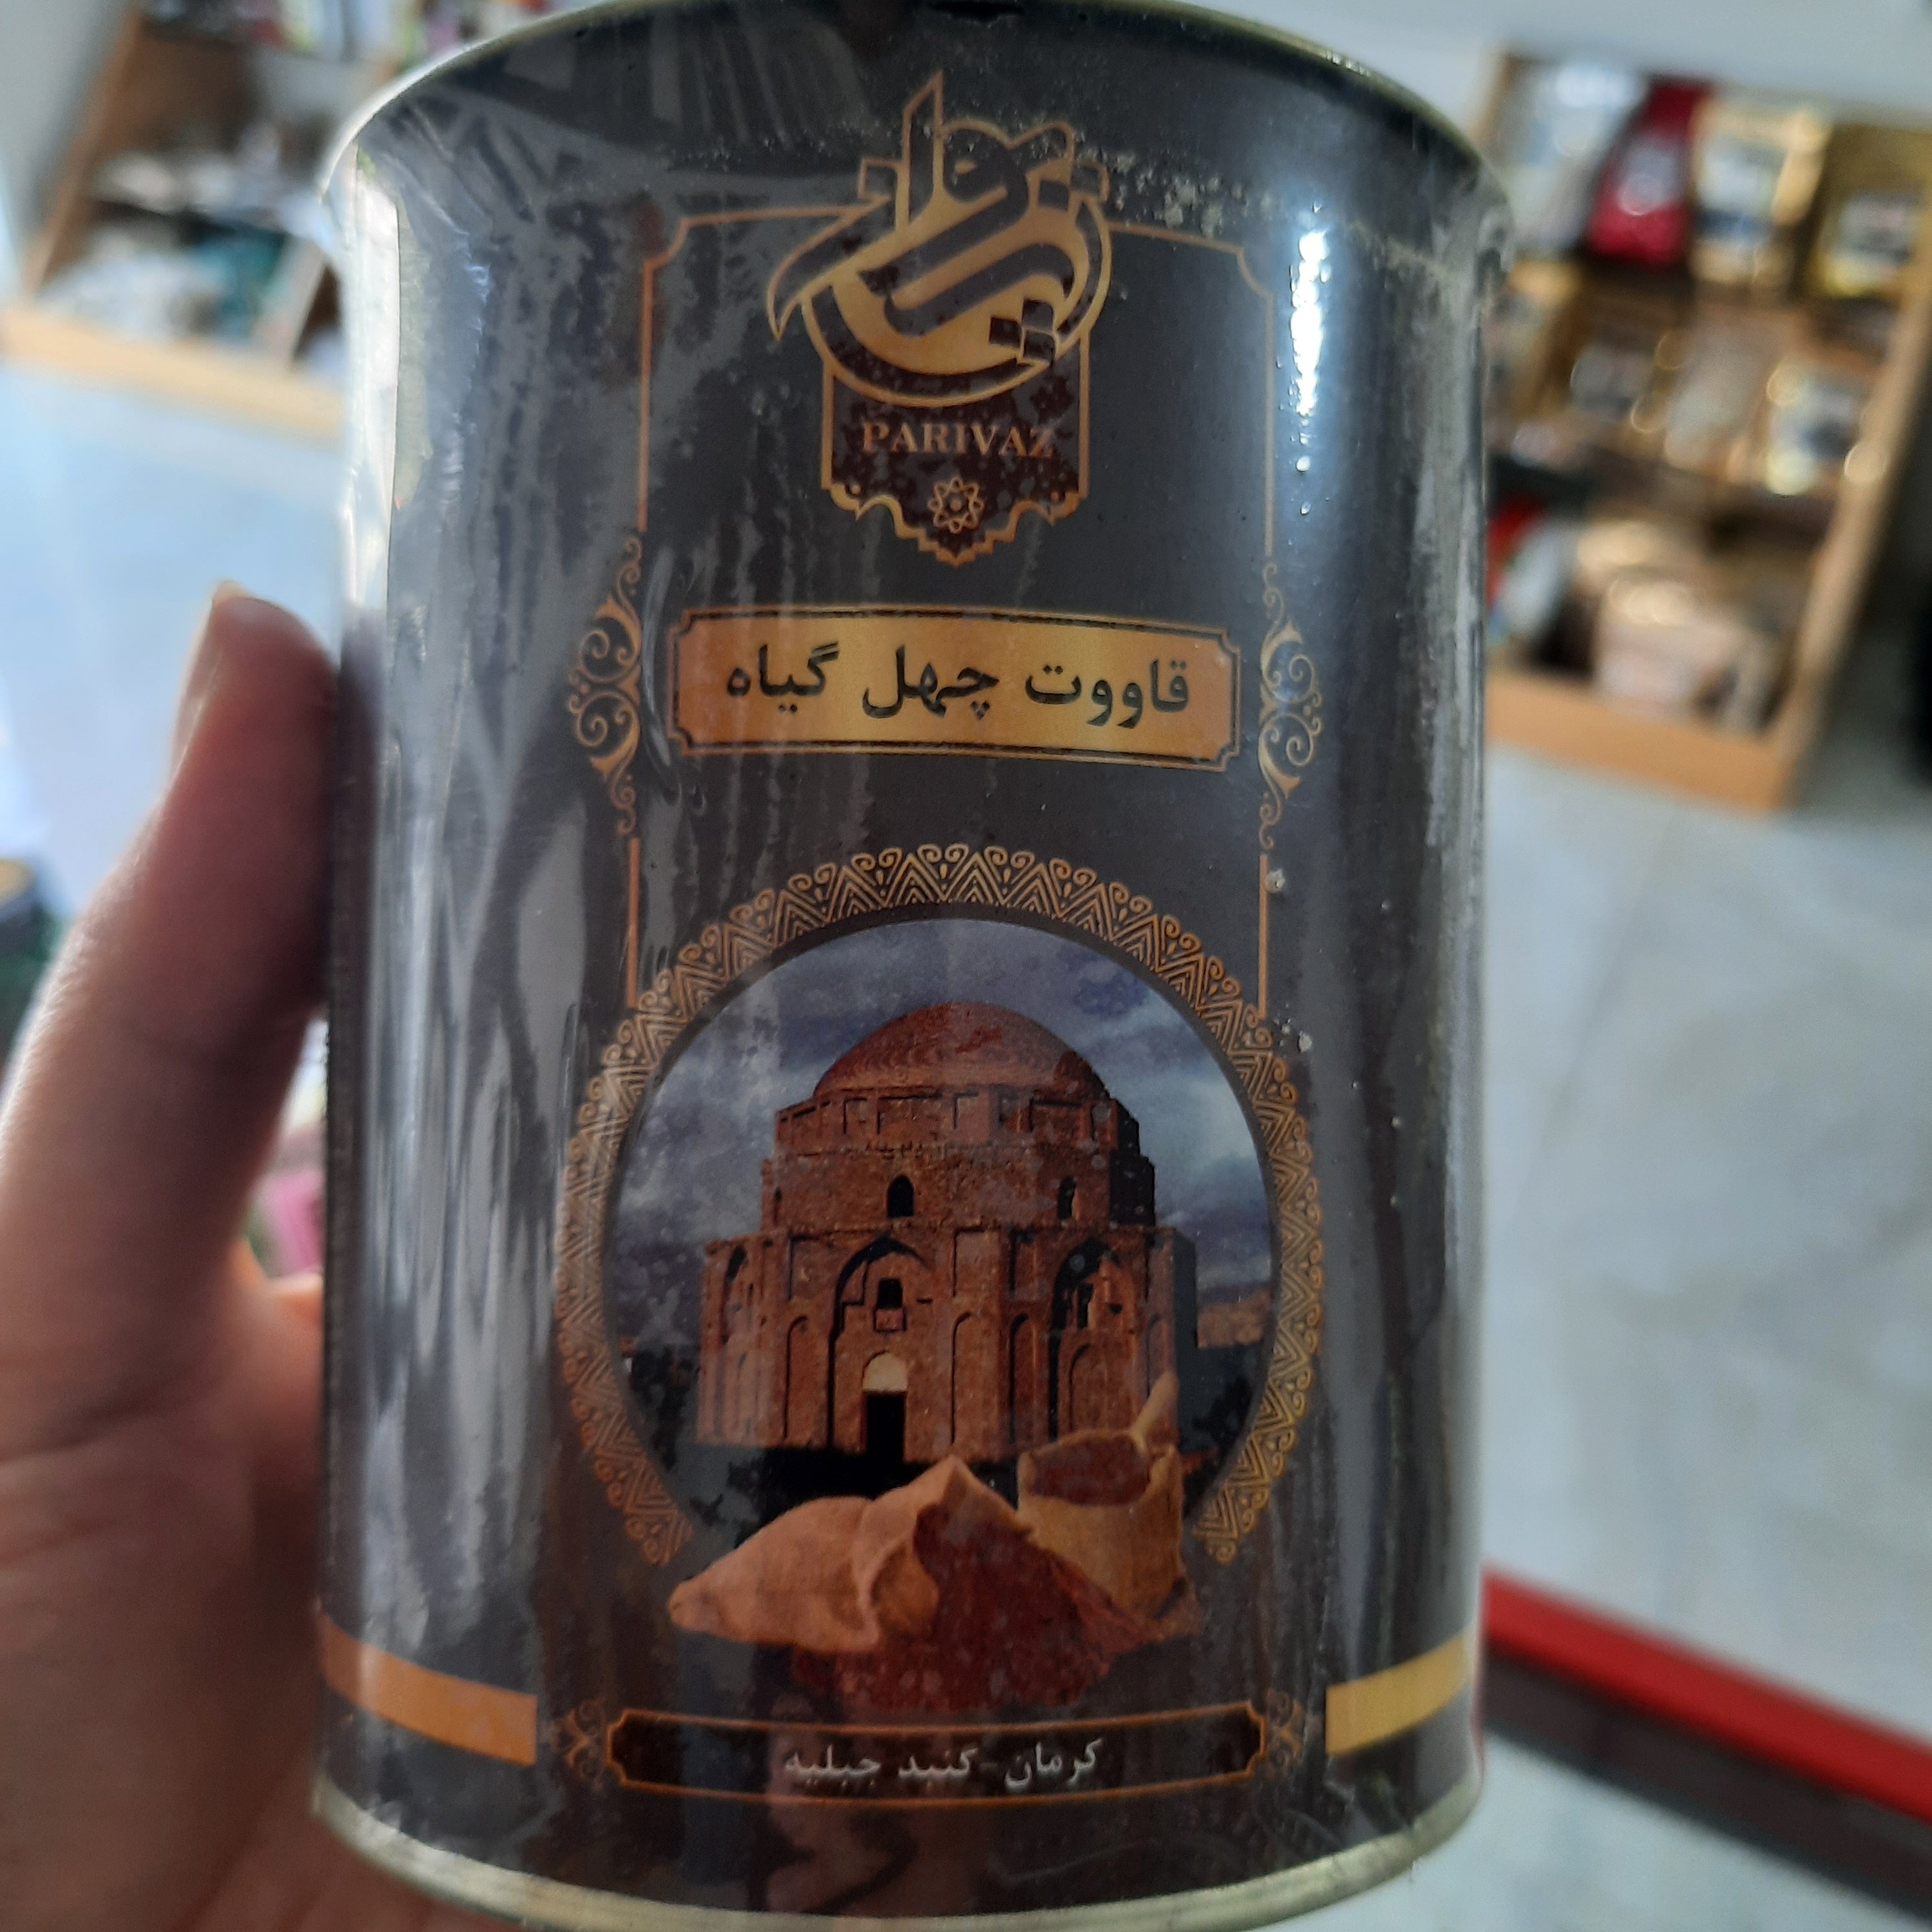 پریواز
PARIVAZ
قاووت چهل گیاه
کرمان - گنبد جبلیه